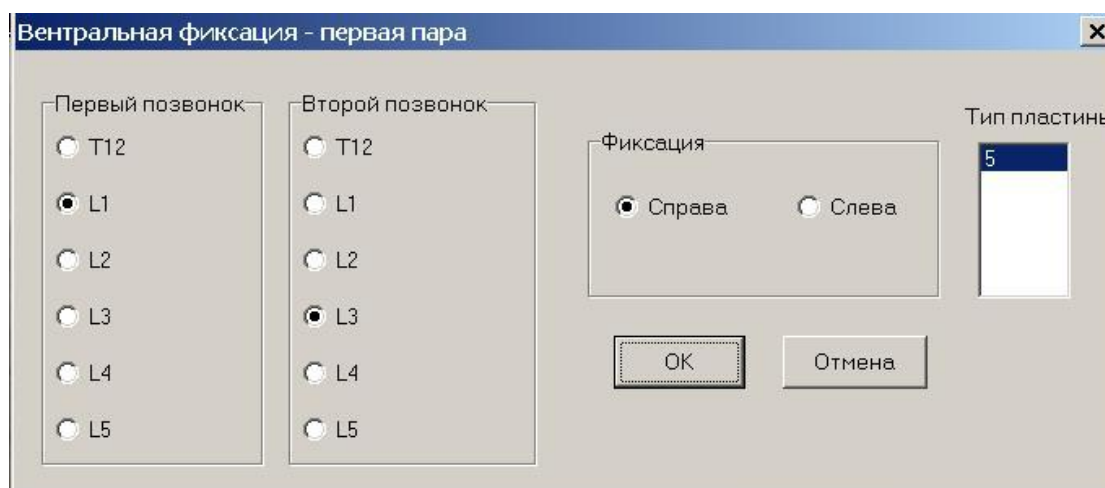 Вентральная фиксация - первая пара
Первый позвонок
T12
L1
L2
L3
L4
L5
Второй позвонок
T12
L1
L2
L3
L4
L5
Фиксация
Справа
Слева
Тип пластины
5
OK
Отмена